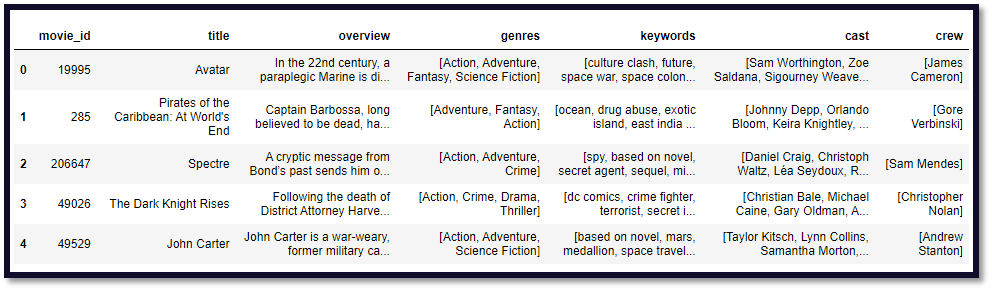 movie_id title overview genres keywords cast crew
0 19995 Avatar In the 22nd century, a paraplegic Marine is di... [Action, Adventure, Fantasy, Science Fiction] [culture clash, future, space war, space colon... [Sam Worthington, Zoe Saldana, Sigourney Weave... [James Cameron]
1 285 Pirates of the Caribbean: At World's End Captain Barbossa, long believed to be dead, ha... [Adventure, Fantasy, Action] [ocean, drug abuse, exotic island, east india ... [Johnny Depp, Orlando Bloom, Keira Knightley, ... [Gore Verbinski]
2 206647 Spectre A cryptic message from Bond's past sends him o... [Action, Adventure, Crime] [spy, based on novel, secret agent, sequel, mi... [Daniel Craig, Christoph Waltz, Léa Seydoux, R... [Sam Mendes]
3 49026 The Dark Knight Rises Following the death of District Attorney Harve... [Action, Crime, Drama, Thriller] [dc comics, crime fighter, terrorist, secret i... [Christian Bale, Michael Caine, Gary Oldman, A... [Christopher Nolan]
4 49529 John Carter John Carter is a war-weary, former military ca... [Action, Adventure, Science Fiction] [based on novel, mars, medallion, space travel... [Taylor Kitsch, Lynn Collins, Samantha Morton,... [Andrew Stanton]